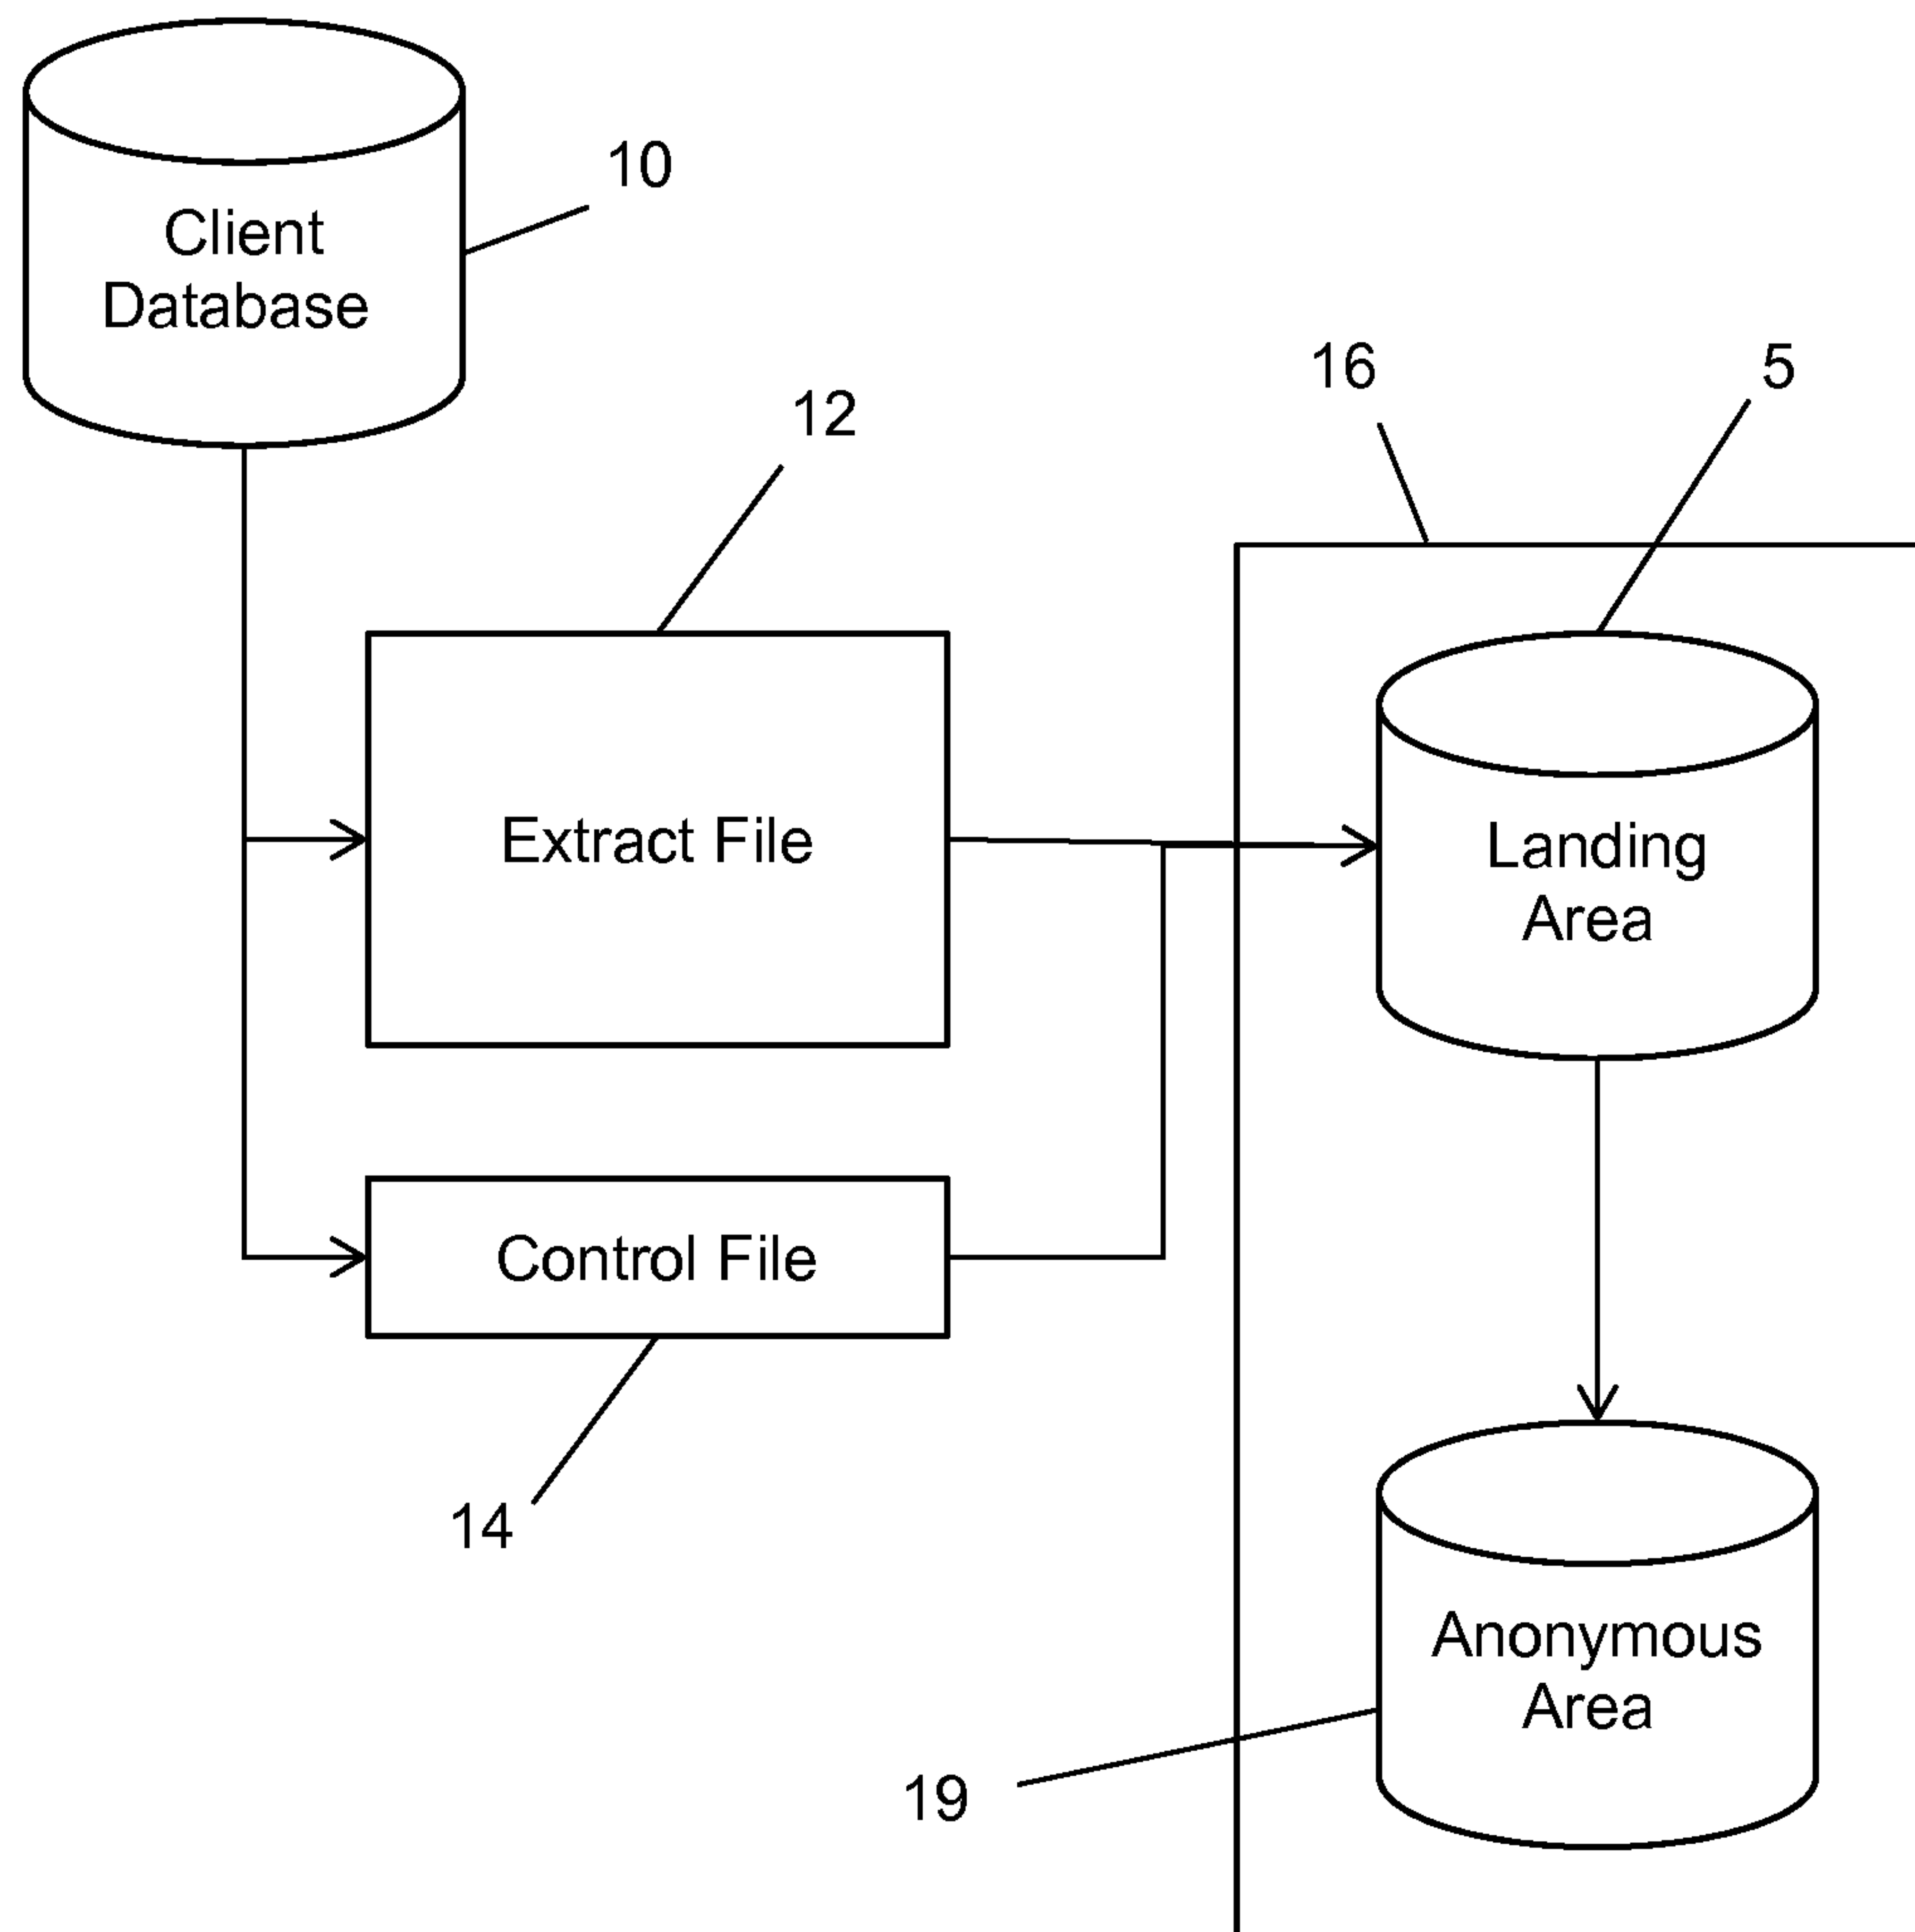 10
Client
Database
16
5
12
Extract File
Landing
Area
Control File
14
Anonymous
Area
19